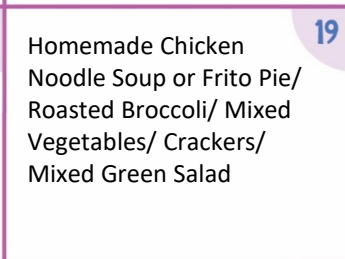 19
Homemade Chicken
Noodle Soup or Frito Pie/
Roasted Broccoli/ Mixed
Vegetables/ Crackers/
Mixed Green Salad